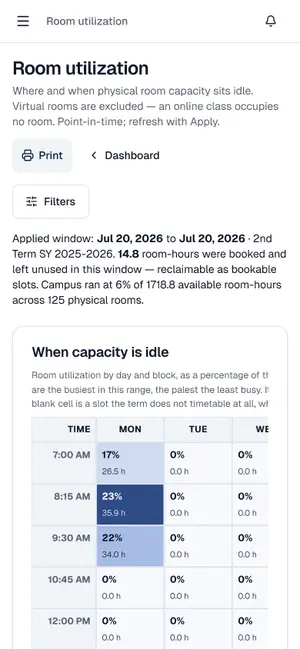 Room utilization
Room utilization
Where and when physical room capacity sits idle.
Virtual rooms are excluded — an online class occupies
no room. Point-in-time; refresh with Apply.
Print
Dashboard
Filters
Applied window: Jul 20, 2026 to Jul 20, 2026 · 2nd
Term SY 2025-2026. 14.8 room-hours were booked and
left unused in this window — reclaimable as bookable
slots. Campus ran at 6% of 1718.8 available room-hours
across 125 physical rooms.
When capacity is idle
Room utilization by day and block, as a percentage of th
are the busiest in this range, the palest the least busy.
blank cell is a slot the term does not timetable at all, wh
TIME MON TUE WE
7:00 AM 17% 0% 0%
26.5 h 0.0 h 0.0 h
8:15 AM 23% 0% 0%
35.9 h 0.0 h 0.0 h
9:30 AM 22% 0% 0%
34.0 h 0.0 h 0.0 h
10:45 AM 0% 0% 0%
0.0 h 0.0 h 0.0 h
12:00 PM 0% 0% 0%
0.0 h 0.0 h 0.0 h